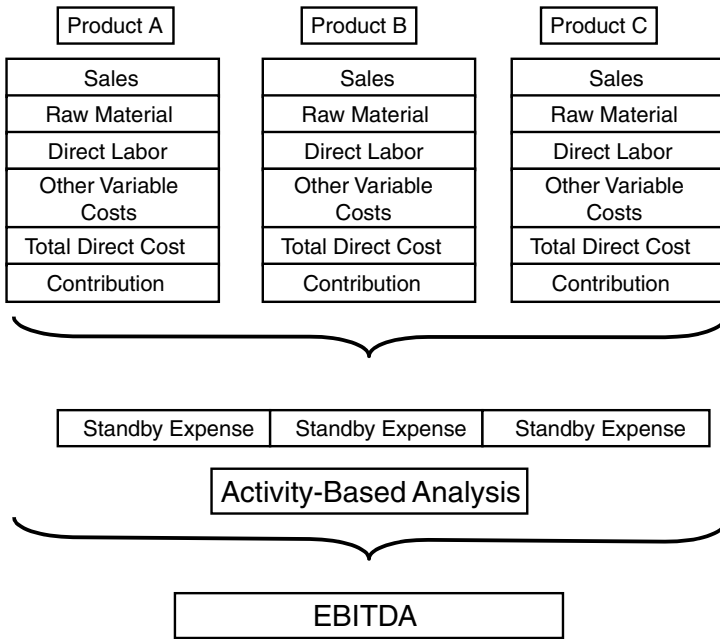 Product A
Product B
Product C
Sales
Raw Material
Direct Labor
Other Variable
Costs
Total Direct Cost
Contribution
Sales
Raw Material
Direct Labor
Other Variable
Costs
Total Direct Cost
Contribution
Sales
Raw Material
Direct Labor
Other Variable
Costs
Total Direct Cost
Contribution
Standby Expense
Standby Expense
Standby Expense
Activity-Based Analysis
EBITDA